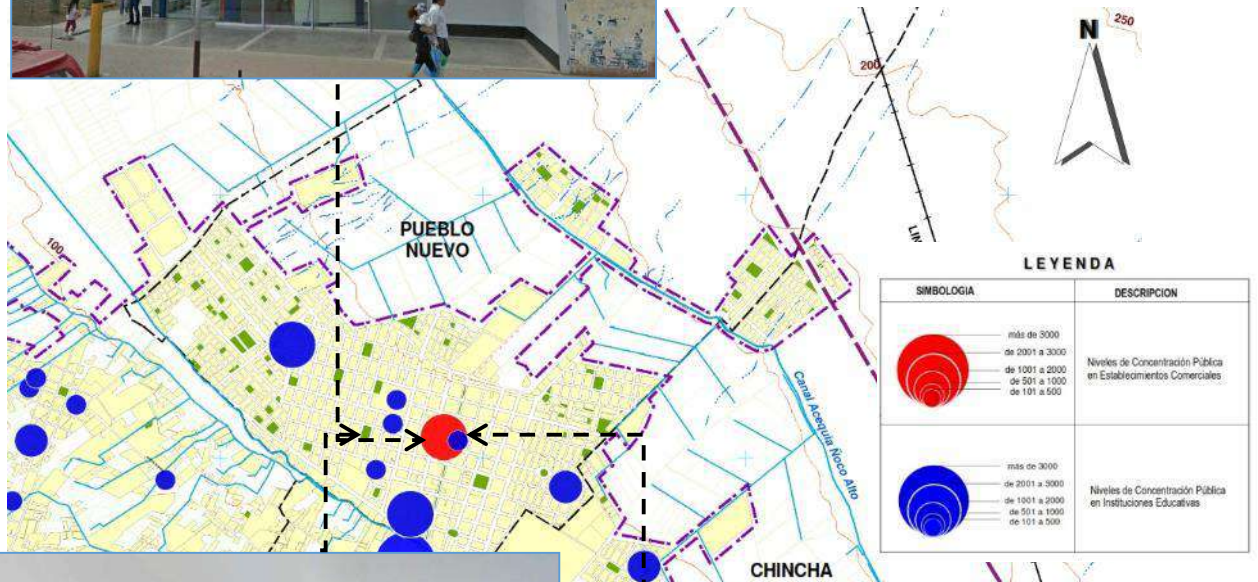 250
N
200
LIN
PUEBLO
NUEVO
100
LEYENDA
SIMBOLOGIA
DESCRIPCION
más de 3000
de 2001 a 3000
de 1001 a 2000
de 501 a 1000
de 101 a 500
Niveles de Concentración Pública
en Establecimientos Comerciales
Canal Acequia Ñoco Alto
más de 3000
de 2001 a 3000
de 1001 a 2000
de 501 a 1000
de 101 a 500
Niveles de Concentración Pública
en Instituciones Educativas
CHINCHA